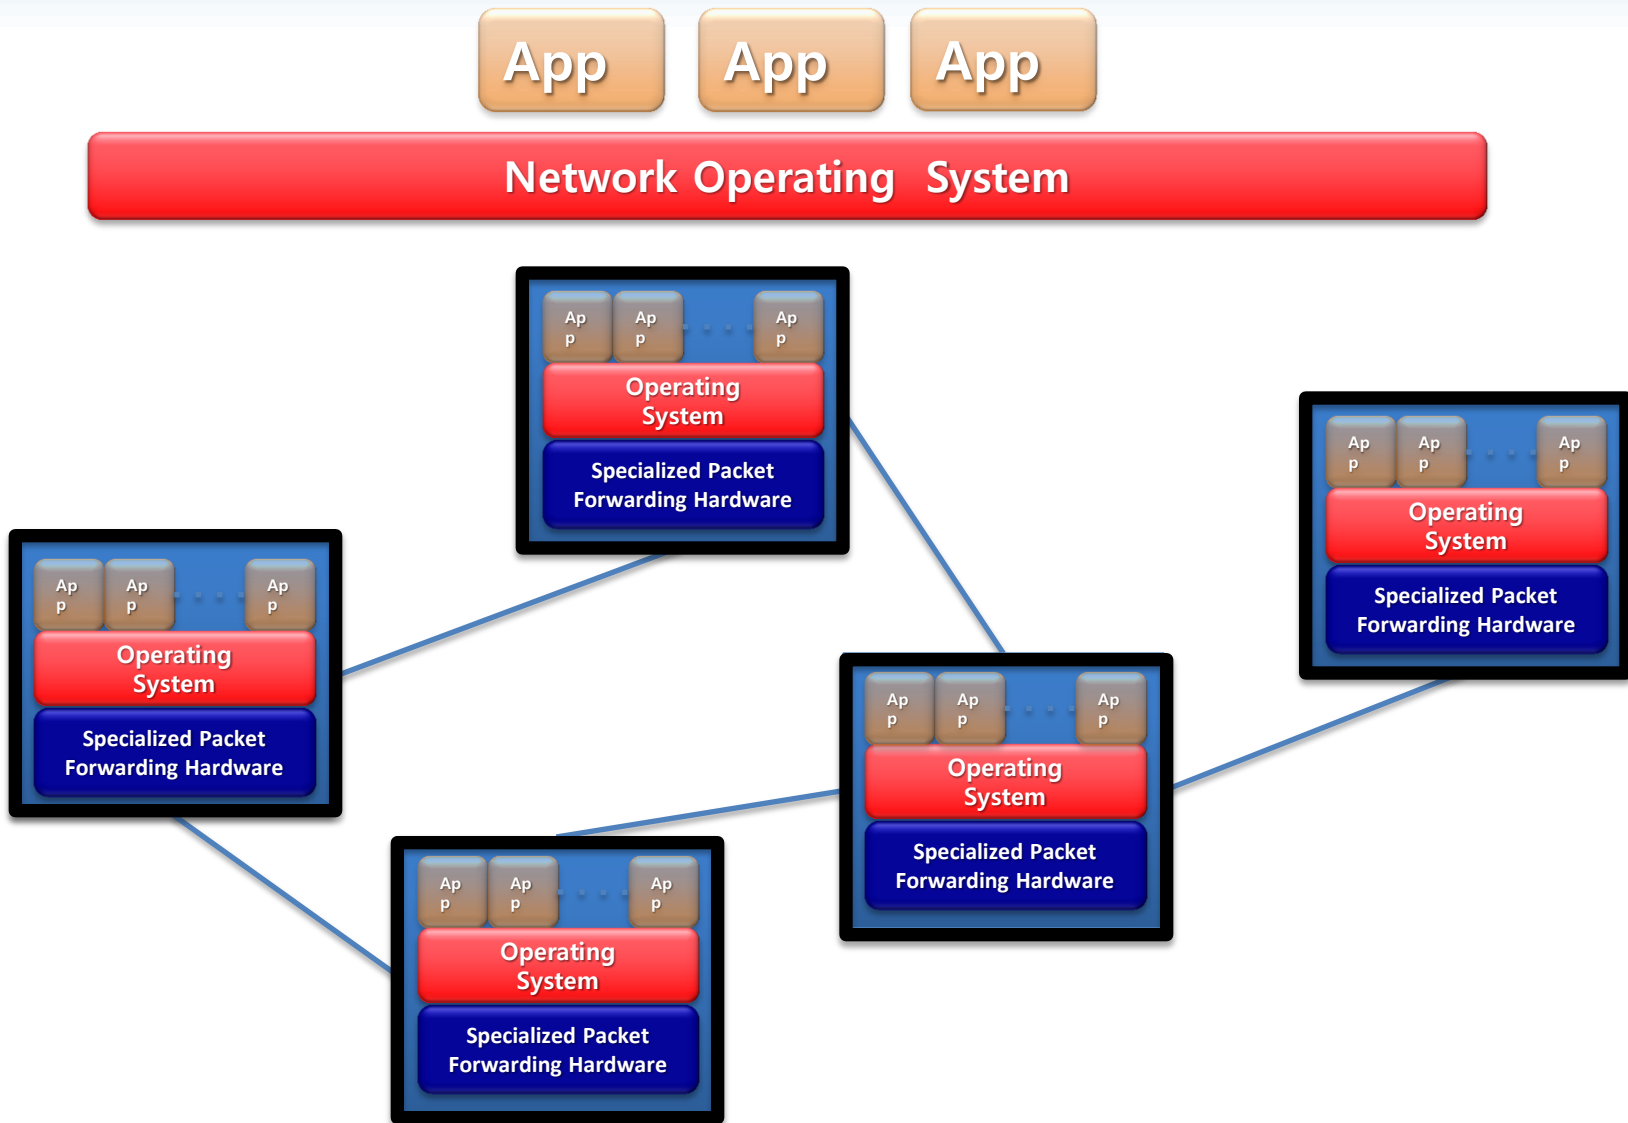 App App App
Network Operating System
Ap Ap Ap
p p p
Operating
System
Specialized Packet
Forwarding Hardware
Ap Ap Ap
p p p
Operating
System
Specialized Packet
Forwarding Hardware
Ap Ap Ap
p p p
Operating
System
Specialized Packet
Forwarding Hardware
Ap Ap Ap
p p p
Operating
System
Specialized Packet
Forwarding Hardware
Ap Ap Ap
p p p
Operating
System
Specialized Packet
Forwarding Hardware